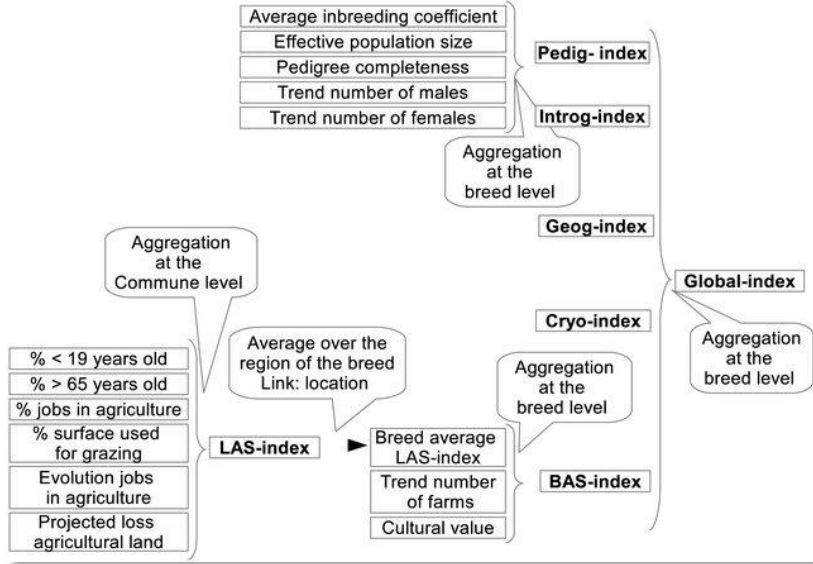 Average inbreeding coefficient
Effective population size
Pedigree completeness
Trend number of males
Trend number of females
Pedig- index
Introg-index
Aggregation
at the
breed level
Geog-index
Aggregation
at the
Commune level
Global-index
Cryo-index
Aggregation
at the
breed level
% < 19 years old
% > 65 years old
% jobs in agriculture
% surface used
for grazing
Evolution jobs
in agriculture
Projected loss
agricultural land
LAS-index
Average over the
region of the breed
Link: location
Breed average
LAS-index
Trend number
of farms
Cultural value
Aggregation
at the
breed level
BAS-index